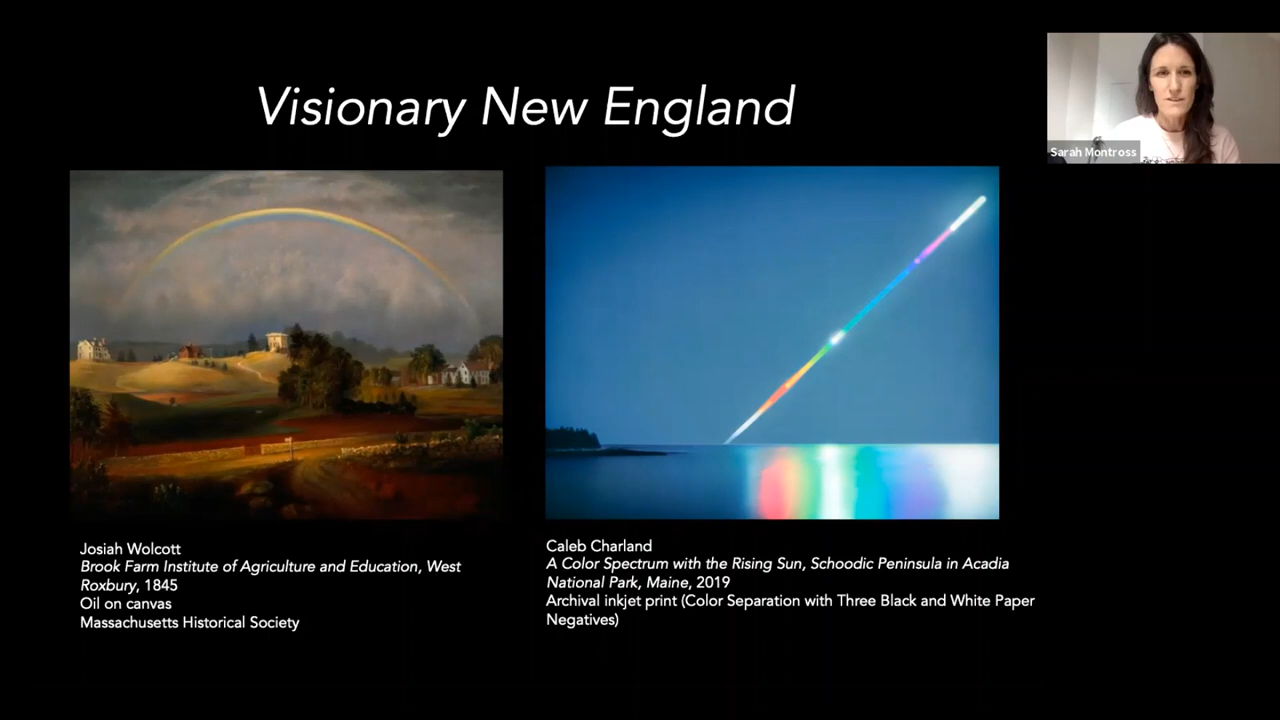 Visionary New England
Sarah Montross
Josiah Wolcott
Brook Farm Institute of Agriculture and Education, West
Roxbury, 1845
Oil on canvas
Massachusetts Historical Society
Caleb Charland
A Color Spectrum with the Rising Sun, Schoodic Peninsula in Acadia
National Park, Maine, 2019
Archival inkjet print (Color Separation with Three Black and White Paper
Negatives)